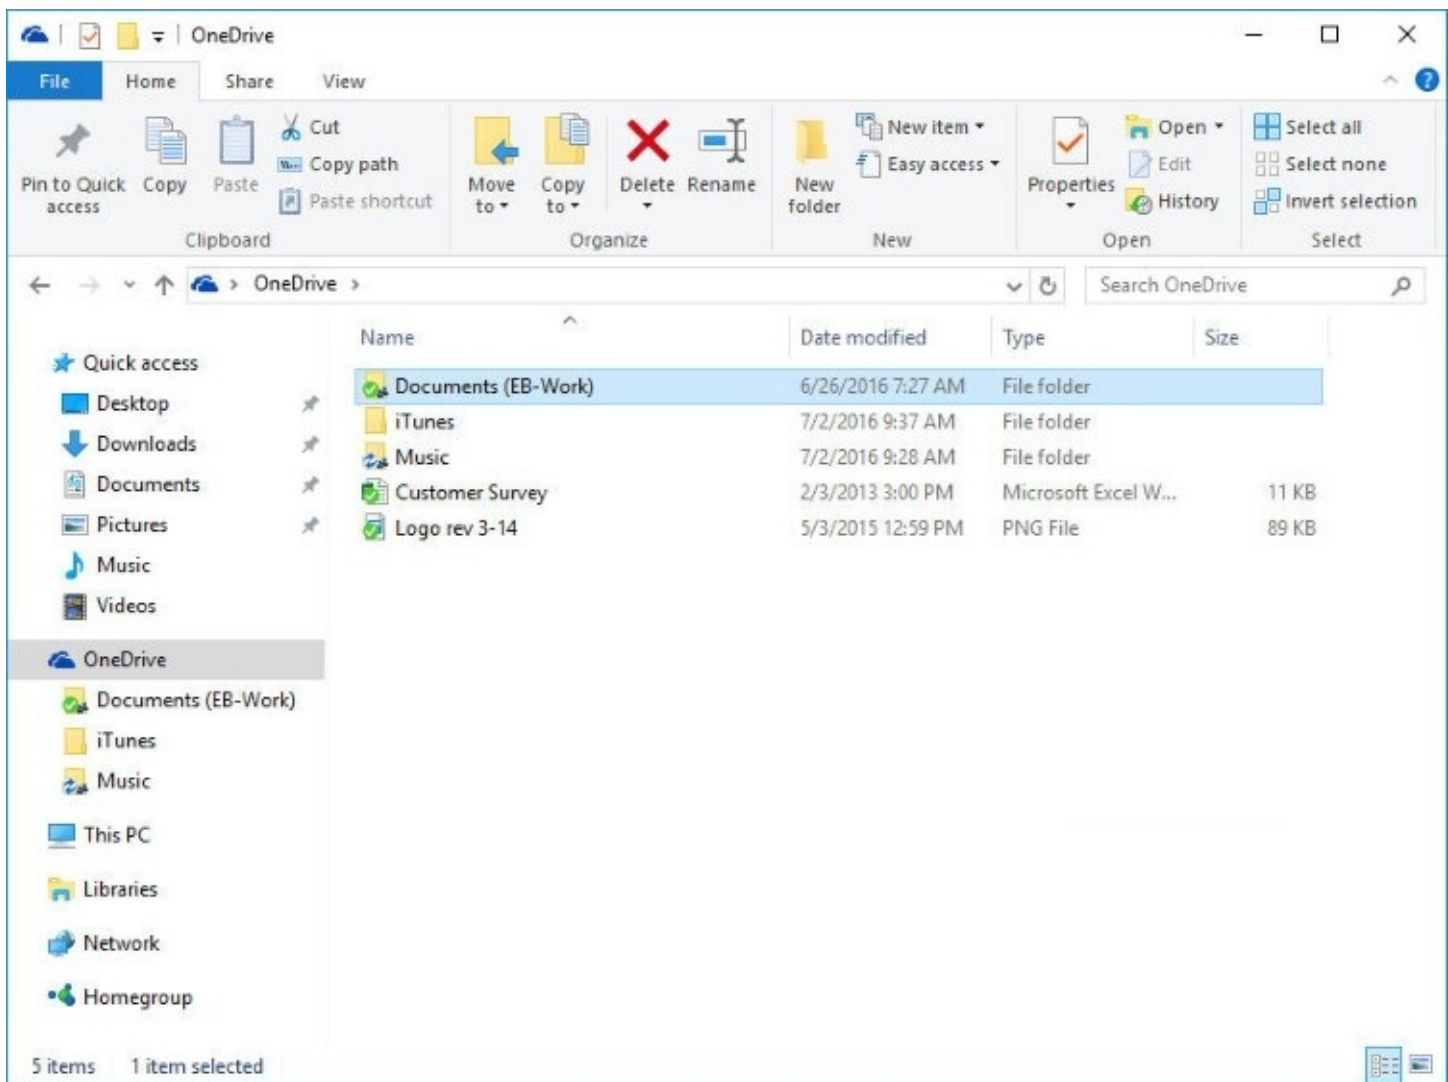 OneDrive
File Home Share View
Pin to Quick access
Copy
Paste
Cut
Copy path
Paste shortcut
Clipboard
Move to
Copy to
Delete
Rename
Organize
New folder
New item
Easy access
New
Properties
Open
Edit
History
Open
Select all
Select none
Invert selection
Select
OneDrive
Search OneDrive
Quick access
Desktop
Downloads
Documents
Pictures
Music
Videos
OneDrive
Documents (EB-Work)
iTunes
Music
This PC
Libraries
Network
Homegroup
Name Date modified Type Size
Documents (EB-Work) 6/26/2016 7:27 AM File folder
iTunes 7/2/2016 9:37 AM File folder
Music 7/2/2016 9:28 AM File folder
Customer Survey 2/3/2013 3:00 PM Microsoft Excel W... 11 KB
Logo rev 3-14 5/3/2015 12:59 PM PNG File 89 KB
5 items 1 item selected